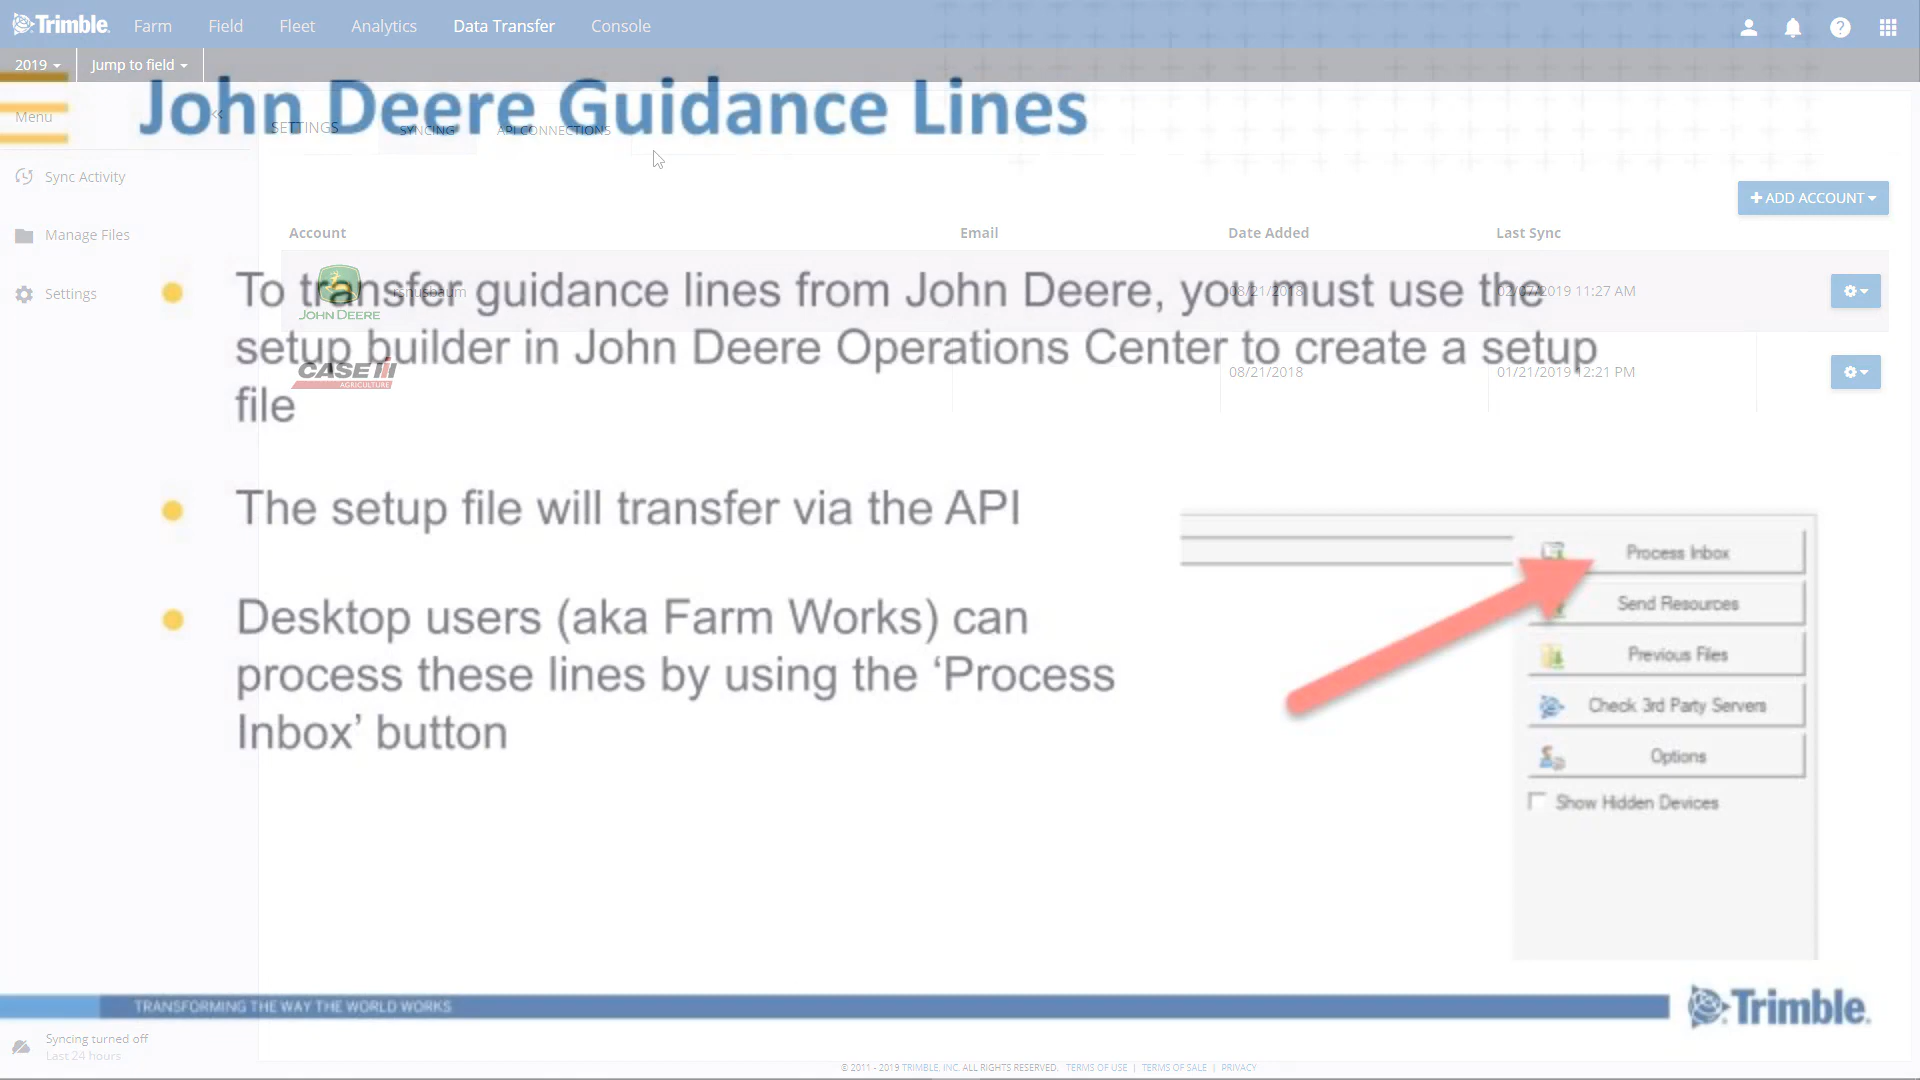 Trimble. Farm Field Fleet Analytics Data Transfer Console
2019 Jump to field
John Deere Guidance Lines
Menu
SETTINGS SYNCING API CONNECTIONS
Sync Activity
ADD ACCOUNT
Manage Files
Account Email Date Added Last Sync
Settings
JOHN DEERE
rsnusbaum 08/21/2018 02/07/2019 11:27 AM
To transfer guidance lines from John Deere, you must use the
setup builder in John Deere Operations Center to create a setup
file
CASE IH
AGRICULTURE
08/21/2018 01/21/2019 12:21 PM
The setup file will transfer via the API
Desktop users (aka Farm Works) can
process these lines by using the ‘Process
Inbox’ button
Process Inbox
Send Resources
Previous Files
Check 3rd Party Servers
Options
Show Hidden Devices
TRANSFORMING THE WAY THE WORLD WORKS
Trimble.
Syncing turned off
Last 24 hours
© 2011 - 2019 TRIMBLE, INC. ALL RIGHTS RESERVED. TERMS OF USE | TERMS OF SALE | PRIVACY